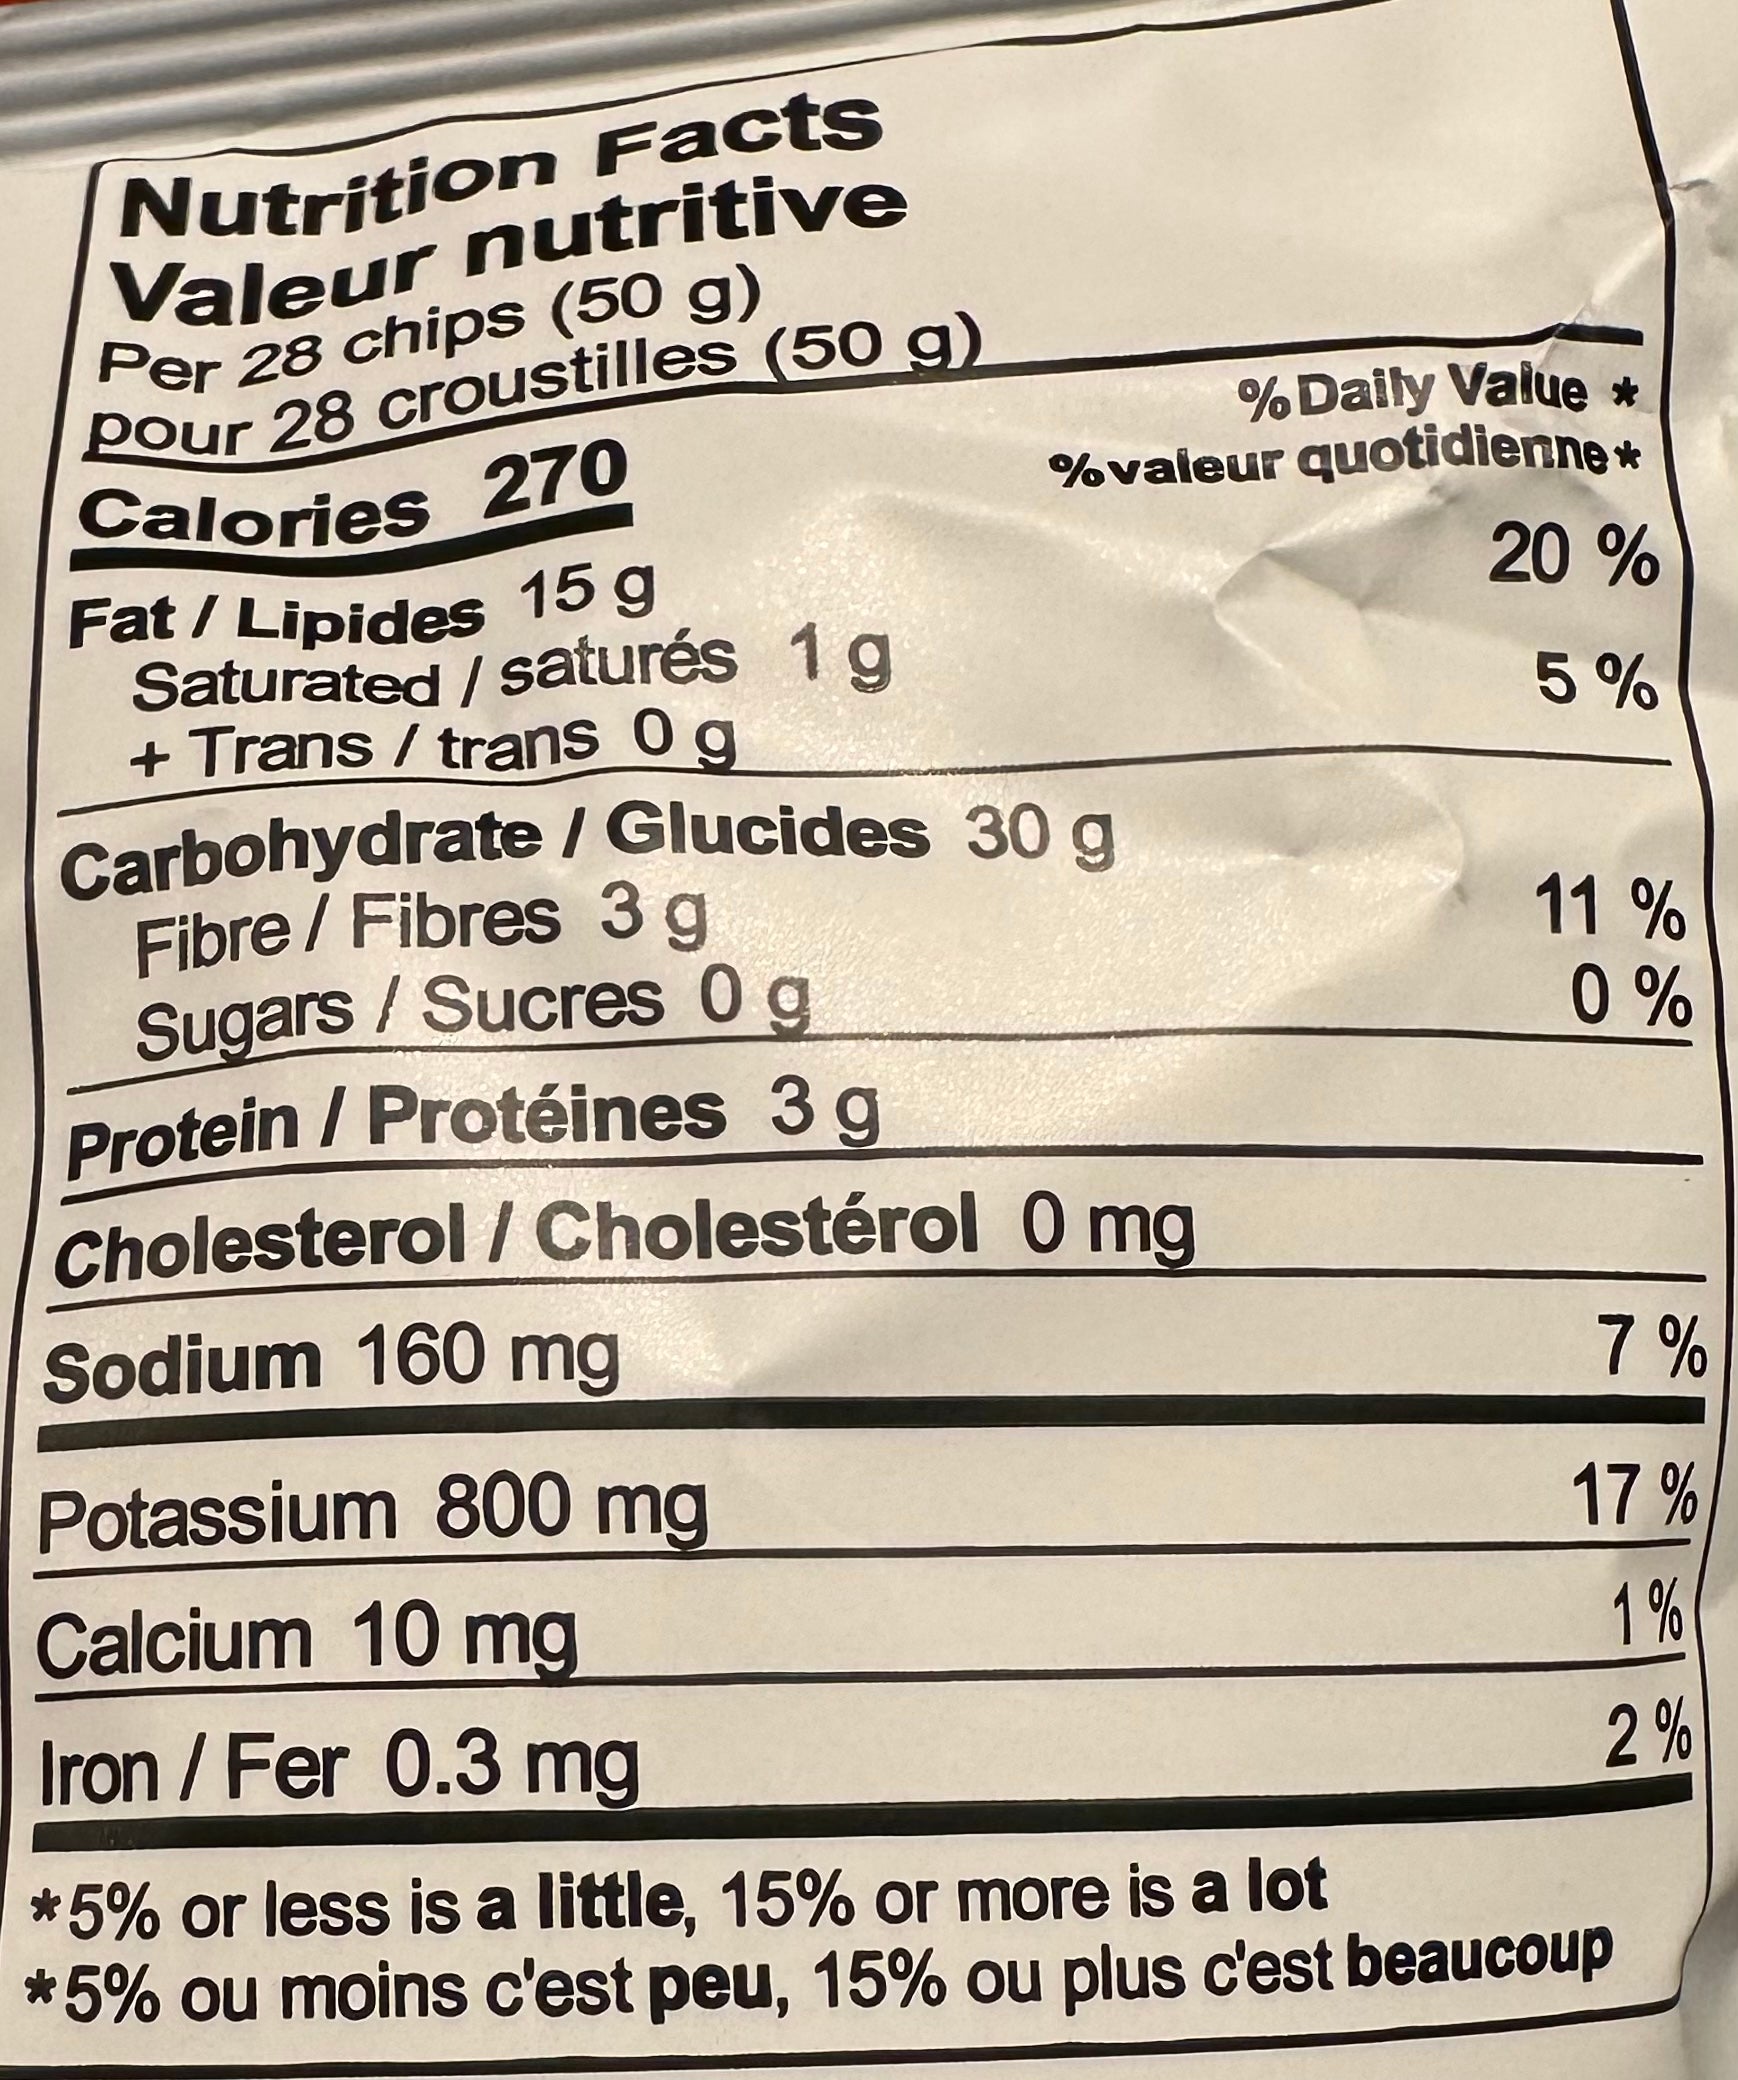 Nutrition Facts
Valeur nutritive
Per 28 chips (50 g)
pour 28 croustilles (50 g)
Calories 270
% Daily Value *
% valeur quotidienne *
Fat / Lipides 15 g 20 %
Saturated / saturés 1 g 5 %
+ Trans / trans 0 g
Carbohydrate / Glucides 30 g
Fibre / Fibres 3 g 11 %
Sugars / Sucres 0 g 0 %
Protein / Protéines 3 g
Cholesterol / Cholestérol 0 mg
Sodium 160 mg 7 %
Potassium 800 mg 17 %
Calcium 10 mg 1 %
Iron / Fer 0.3 mg 2 %
*5% or less is a little, 15% or more is a lot
*5% ou moins c'est peu, 15% ou plus c'est beaucoup